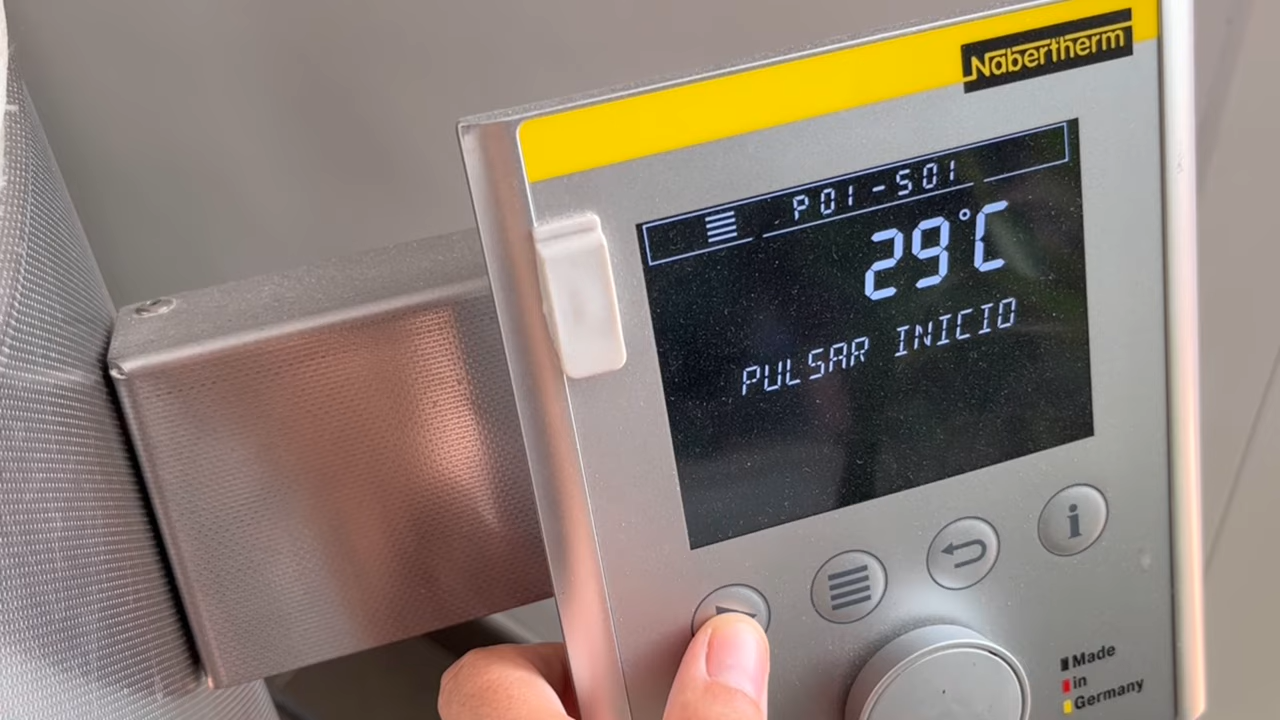 Nabertherm
P01-S01
29°C
PULSAR INICIO
i
Made
in
Germany